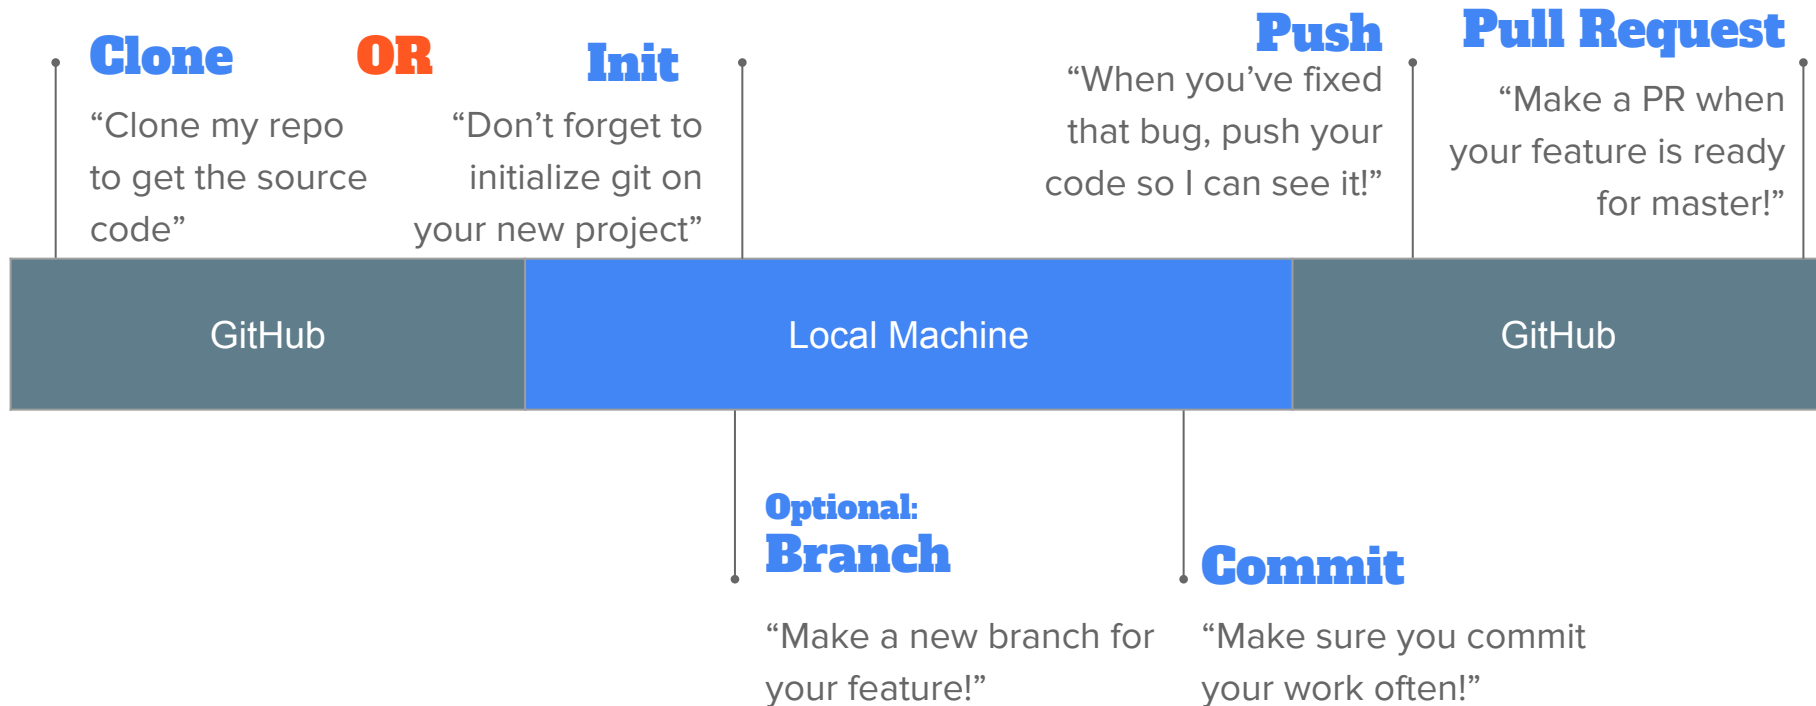 Clone
OR
Init
Push
Pull Request
“Clone my repo
to get the source
code”
“Don’t forget to
initialize git on
your new project”
“When you’ve fixed
that bug, push your
code so I can see it!”
“Make a PR when
your feature is ready
for master!”
GitHub
Local Machine
GitHub
Optional:
Branch
“Make a new branch for
your feature!”
Commit
“Make sure you commit
your work often!”